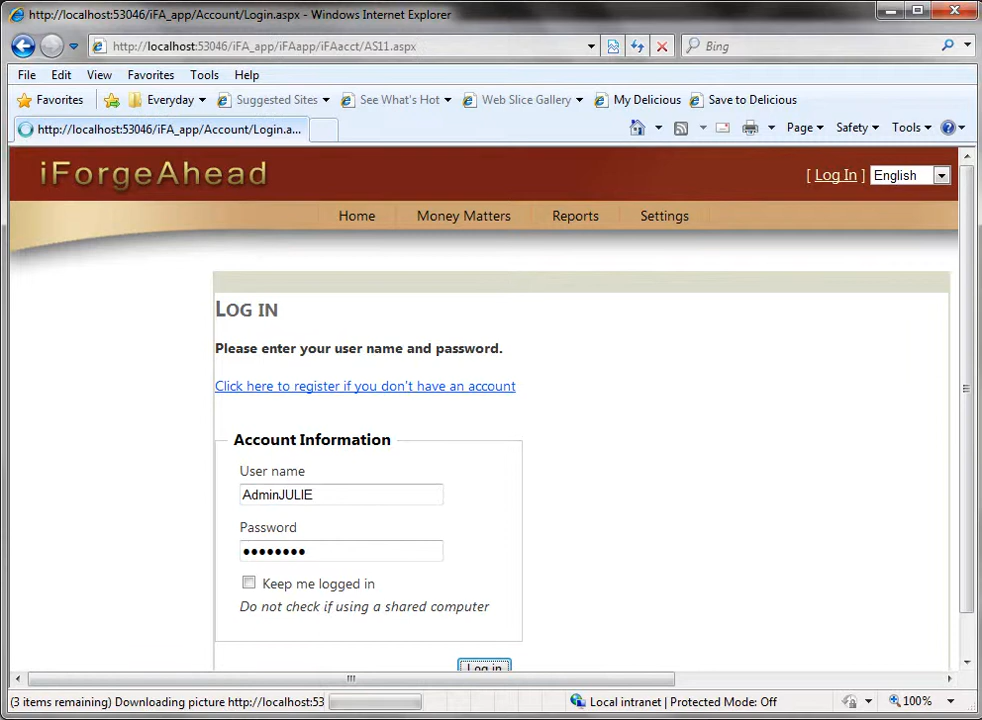 http://localhost:53046/iFA_app/Account/Login.aspx - Windows Internet Explorer
http://localhost:53046/iFA_app/iFAapp/iFAacct/AS11.aspx
Bing
File Edit View Favorites Tools Help
Favorites Everyday Suggested Sites See What's Hot Web Slice Gallery My Delicious Save to Delicious
http://localhost:53046/iFA_app/Account/Login.a...
Page Safety Tools
iForgeAhead
[ Log In ] English
Home Money Matters Reports Settings
LOG IN
Please enter your user name and password.
Click here to register if you don't have an account
Account Information
User name
AdminJULIE
Password
••••••••
Keep me logged in
Do not check if using a shared computer
Log in
(3 items remaining) Downloading picture http://localhost:53
Local intranet | Protected Mode: Off
100%